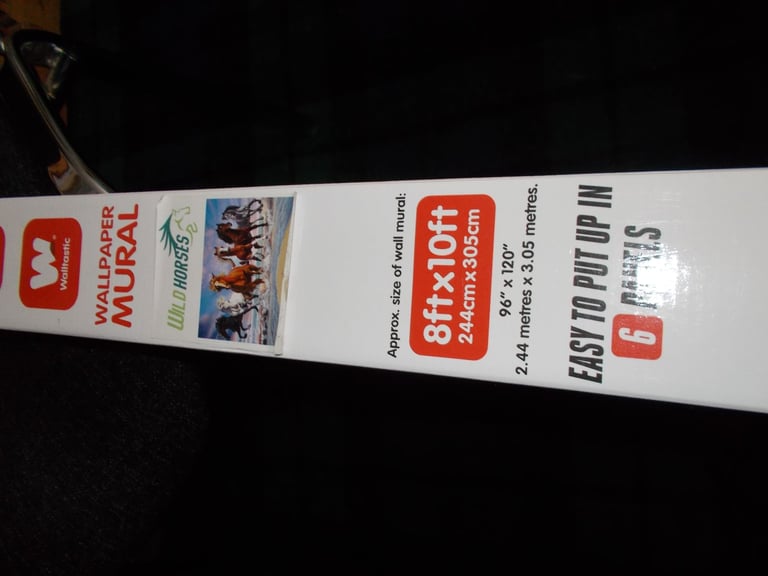 W
Walltastic
WALLPAPER
MURAL
WILD HORSES
Approx. size of wall mural:
8ft x 10ft
244cm x 305cm
96" x 120"
2.44 metres x 3.05 metres.
EASY TO PUT UP IN
6 PANELS